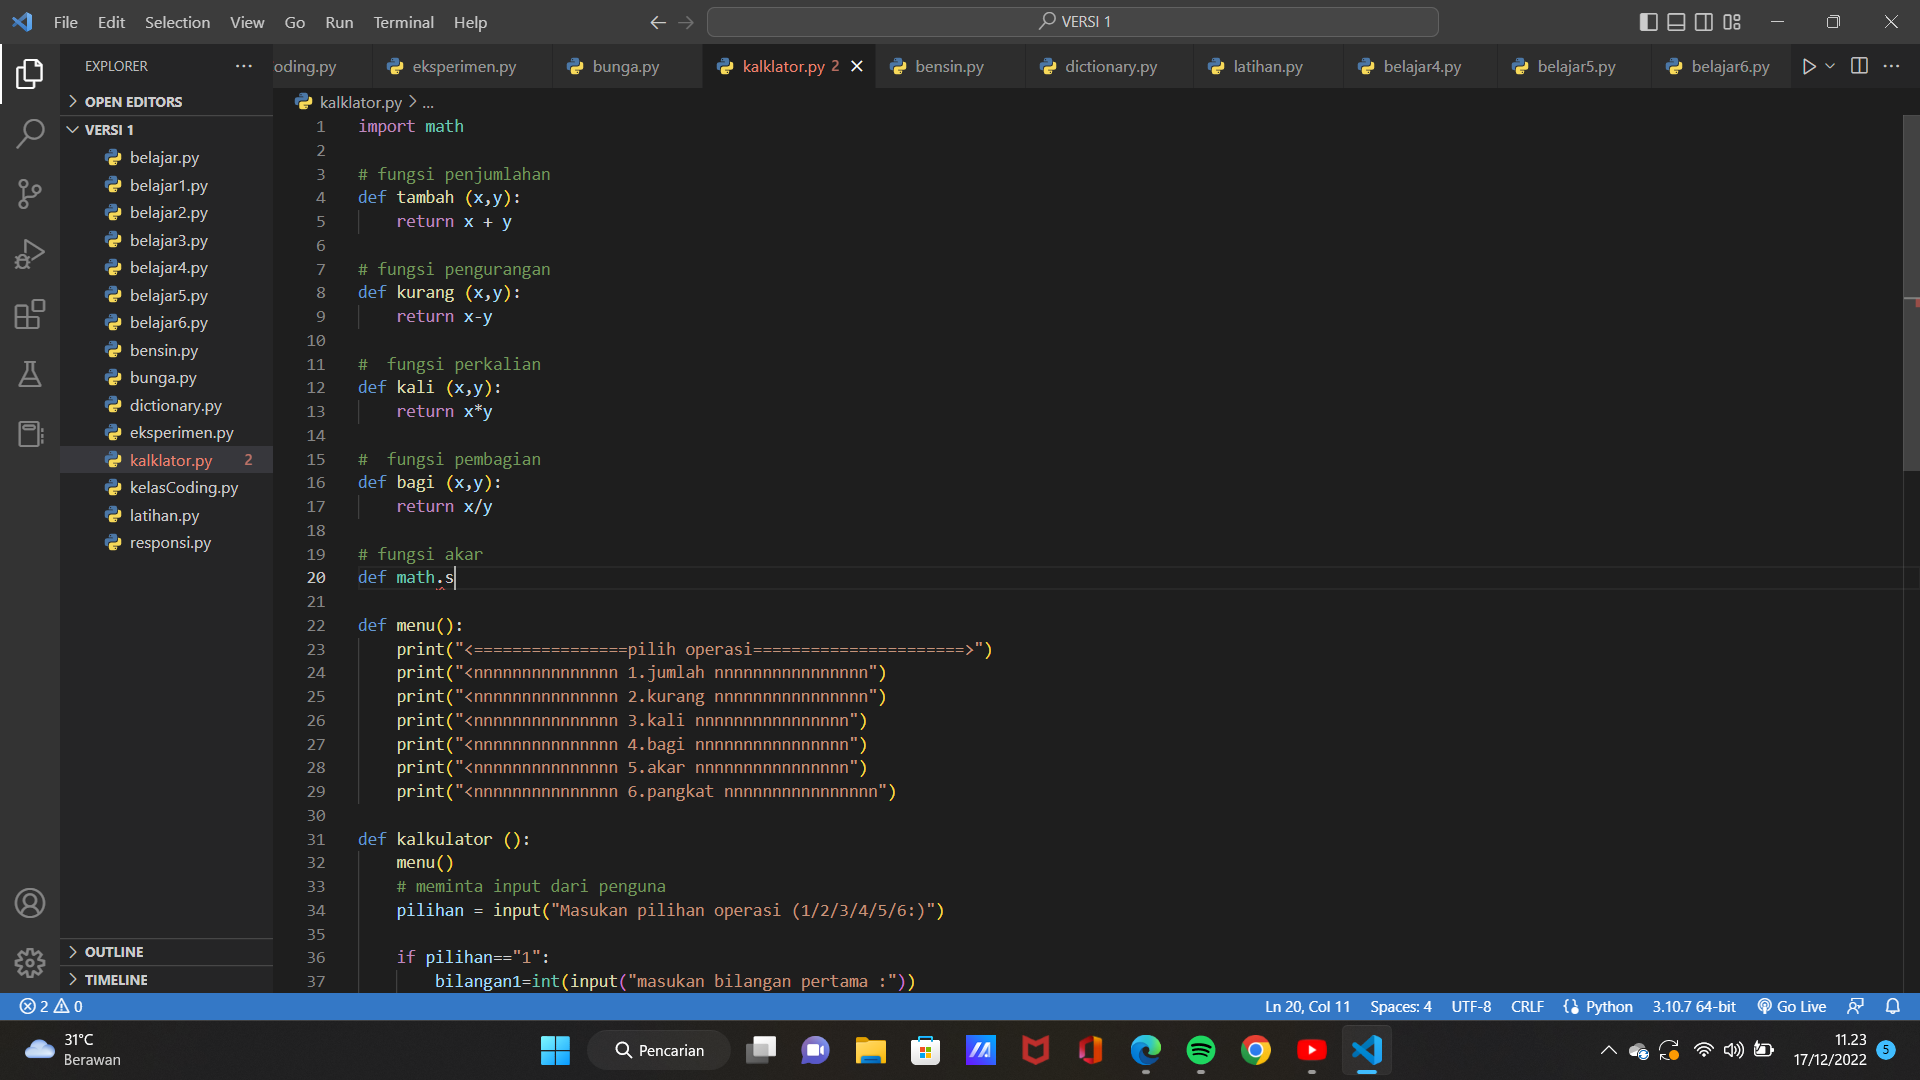 File Edit Selection View Go Run Terminal Help
VERSI 1
EXPLORER
oding.py eksperimen.py bunga.py kalklator.py 2 bensin.py dictionary.py latihan.py belajar4.py belajar5.py belajar6.py
OPEN EDITORS
VERSI 1
belajar.py
belajar1.py
belajar2.py
belajar3.py
belajar4.py
belajar5.py
belajar6.py
bensin.py
bunga.py
dictionary.py
eksperimen.py
kalklator.py 2
kelasCoding.py
latihan.py
responsi.py
OUTLINE
TIMELINE
kalklator.py > ...
1 import math
2
3 # fungsi penjumlahan
4 def tambah (x,y):
5     return x + y
6
7 # fungsi pengurangan
8 def kurang (x,y):
9     return x-y
10
11 #  fungsi perkalian
12 def kali (x,y):
13     return x*y
14
15 #  fungsi pembagian
16 def bagi (x,y):
17     return x/y
18
19 # fungsi akar
20 def math.s
21
22 def menu():
23     print("<================pilih operasi======================>")
24     print("<nnnnnnnnnnnnnnn 1.jumlah nnnnnnnnnnnnnnnn")
25     print("<nnnnnnnnnnnnnnn 2.kurang nnnnnnnnnnnnnnnn")
26     print("<nnnnnnnnnnnnnnn 3.kali nnnnnnnnnnnnnnnn")
27     print("<nnnnnnnnnnnnnnn 4.bagi nnnnnnnnnnnnnnnn")
28     print("<nnnnnnnnnnnnnnn 5.akar nnnnnnnnnnnnnnnn")
29     print("<nnnnnnnnnnnnnnn 6.pangkat nnnnnnnnnnnnnnnn")
30
31 def kalkulator ():
32     menu()
33     # meminta input dari penguna
34     pilihan = input("Masukan pilihan operasi (1/2/3/4/5/6:)")
35
36     if pilihan=="1":
37         bilangan1=int(input("masukan bilangan pertama :"))
2 0
Ln 20, Col 11 Spaces: 4 UTF-8 CRLF Python 3.10.7 64-bit Go Live
31°C
Berawan
Pencarian
11.23
17/12/2022
5